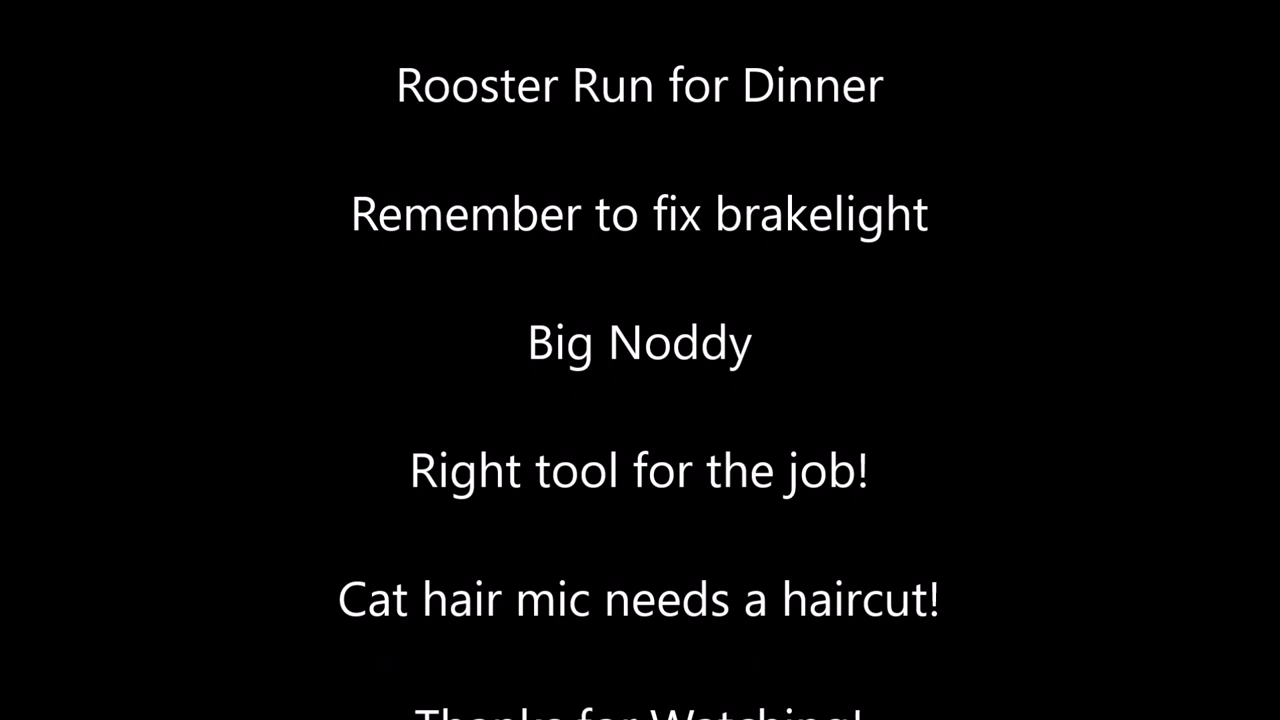 Rooster Run for Dinner
Remember to fix brakelight
Big Noddy
Right tool for the job!
Cat hair mic needs a haircut!
Thanks for Watching!